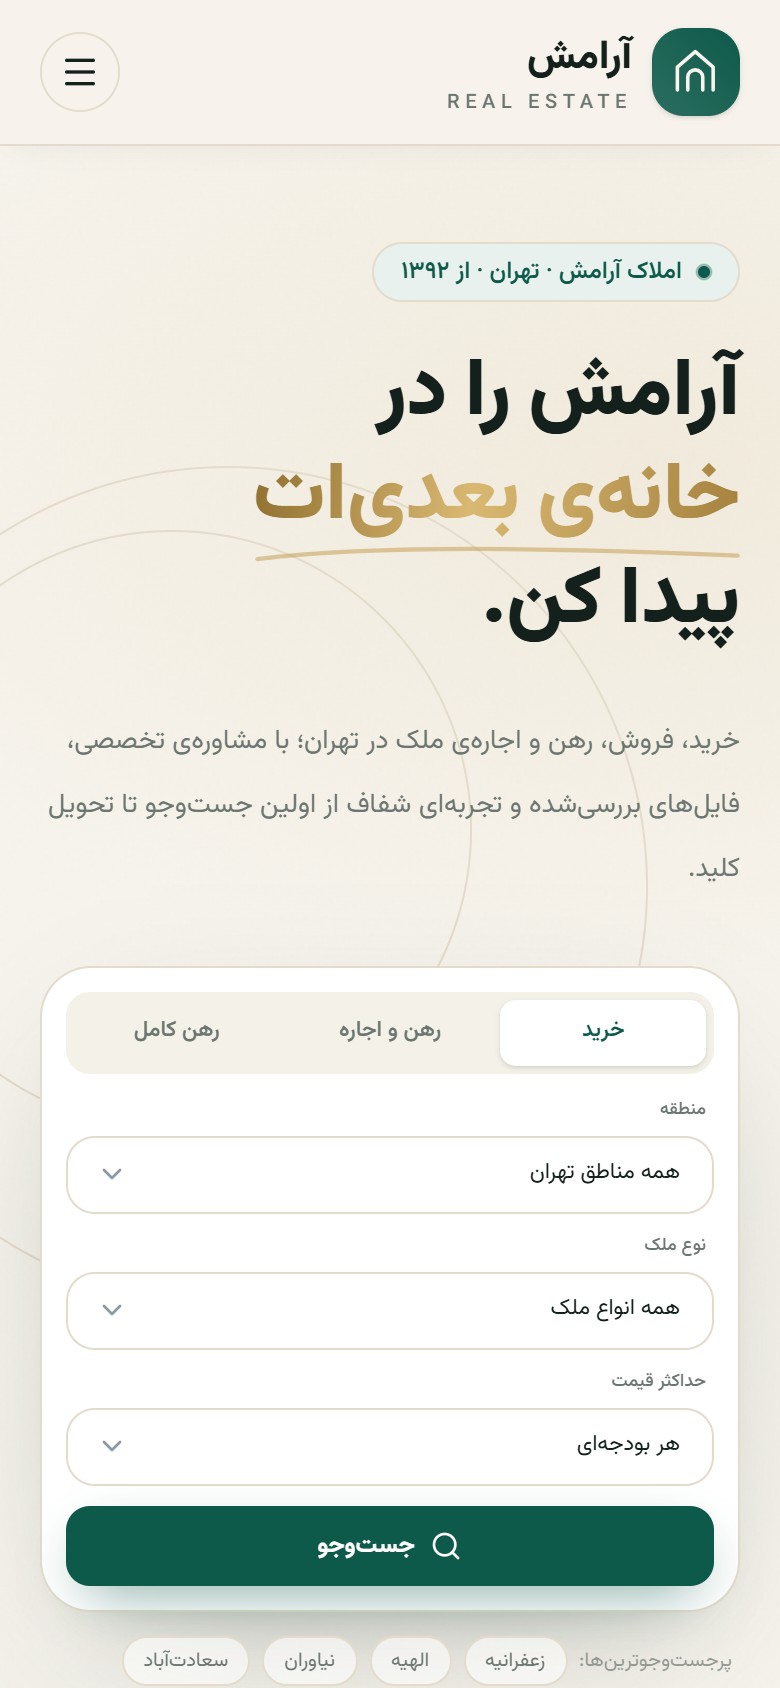 آرامش
REAL ESTATE
املاک آرامش · تهران · از ۱۳۹۲
آرامش را در
خانه‌ی بعدی‌ات
پیدا کن.
خرید، فروش، رهن و اجاره‌ی ملک در تهران؛ با مشاوره‌ی تخصصی،
فایل‌های بررسی‌شده و تجربه‌ای شفاف از اولین جست‌وجو تا تحویل
کلید.
خرید رهن و اجاره رهن کامل
منطقه
همه مناطق تهران
نوع ملک
همه انواع ملک
حداکثر قیمت
هر بودجه‌ای
جست‌وجو
پرجست‌وجوترین‌ها: زعفرانیه الهیه نیاوران سعادت‌آباد